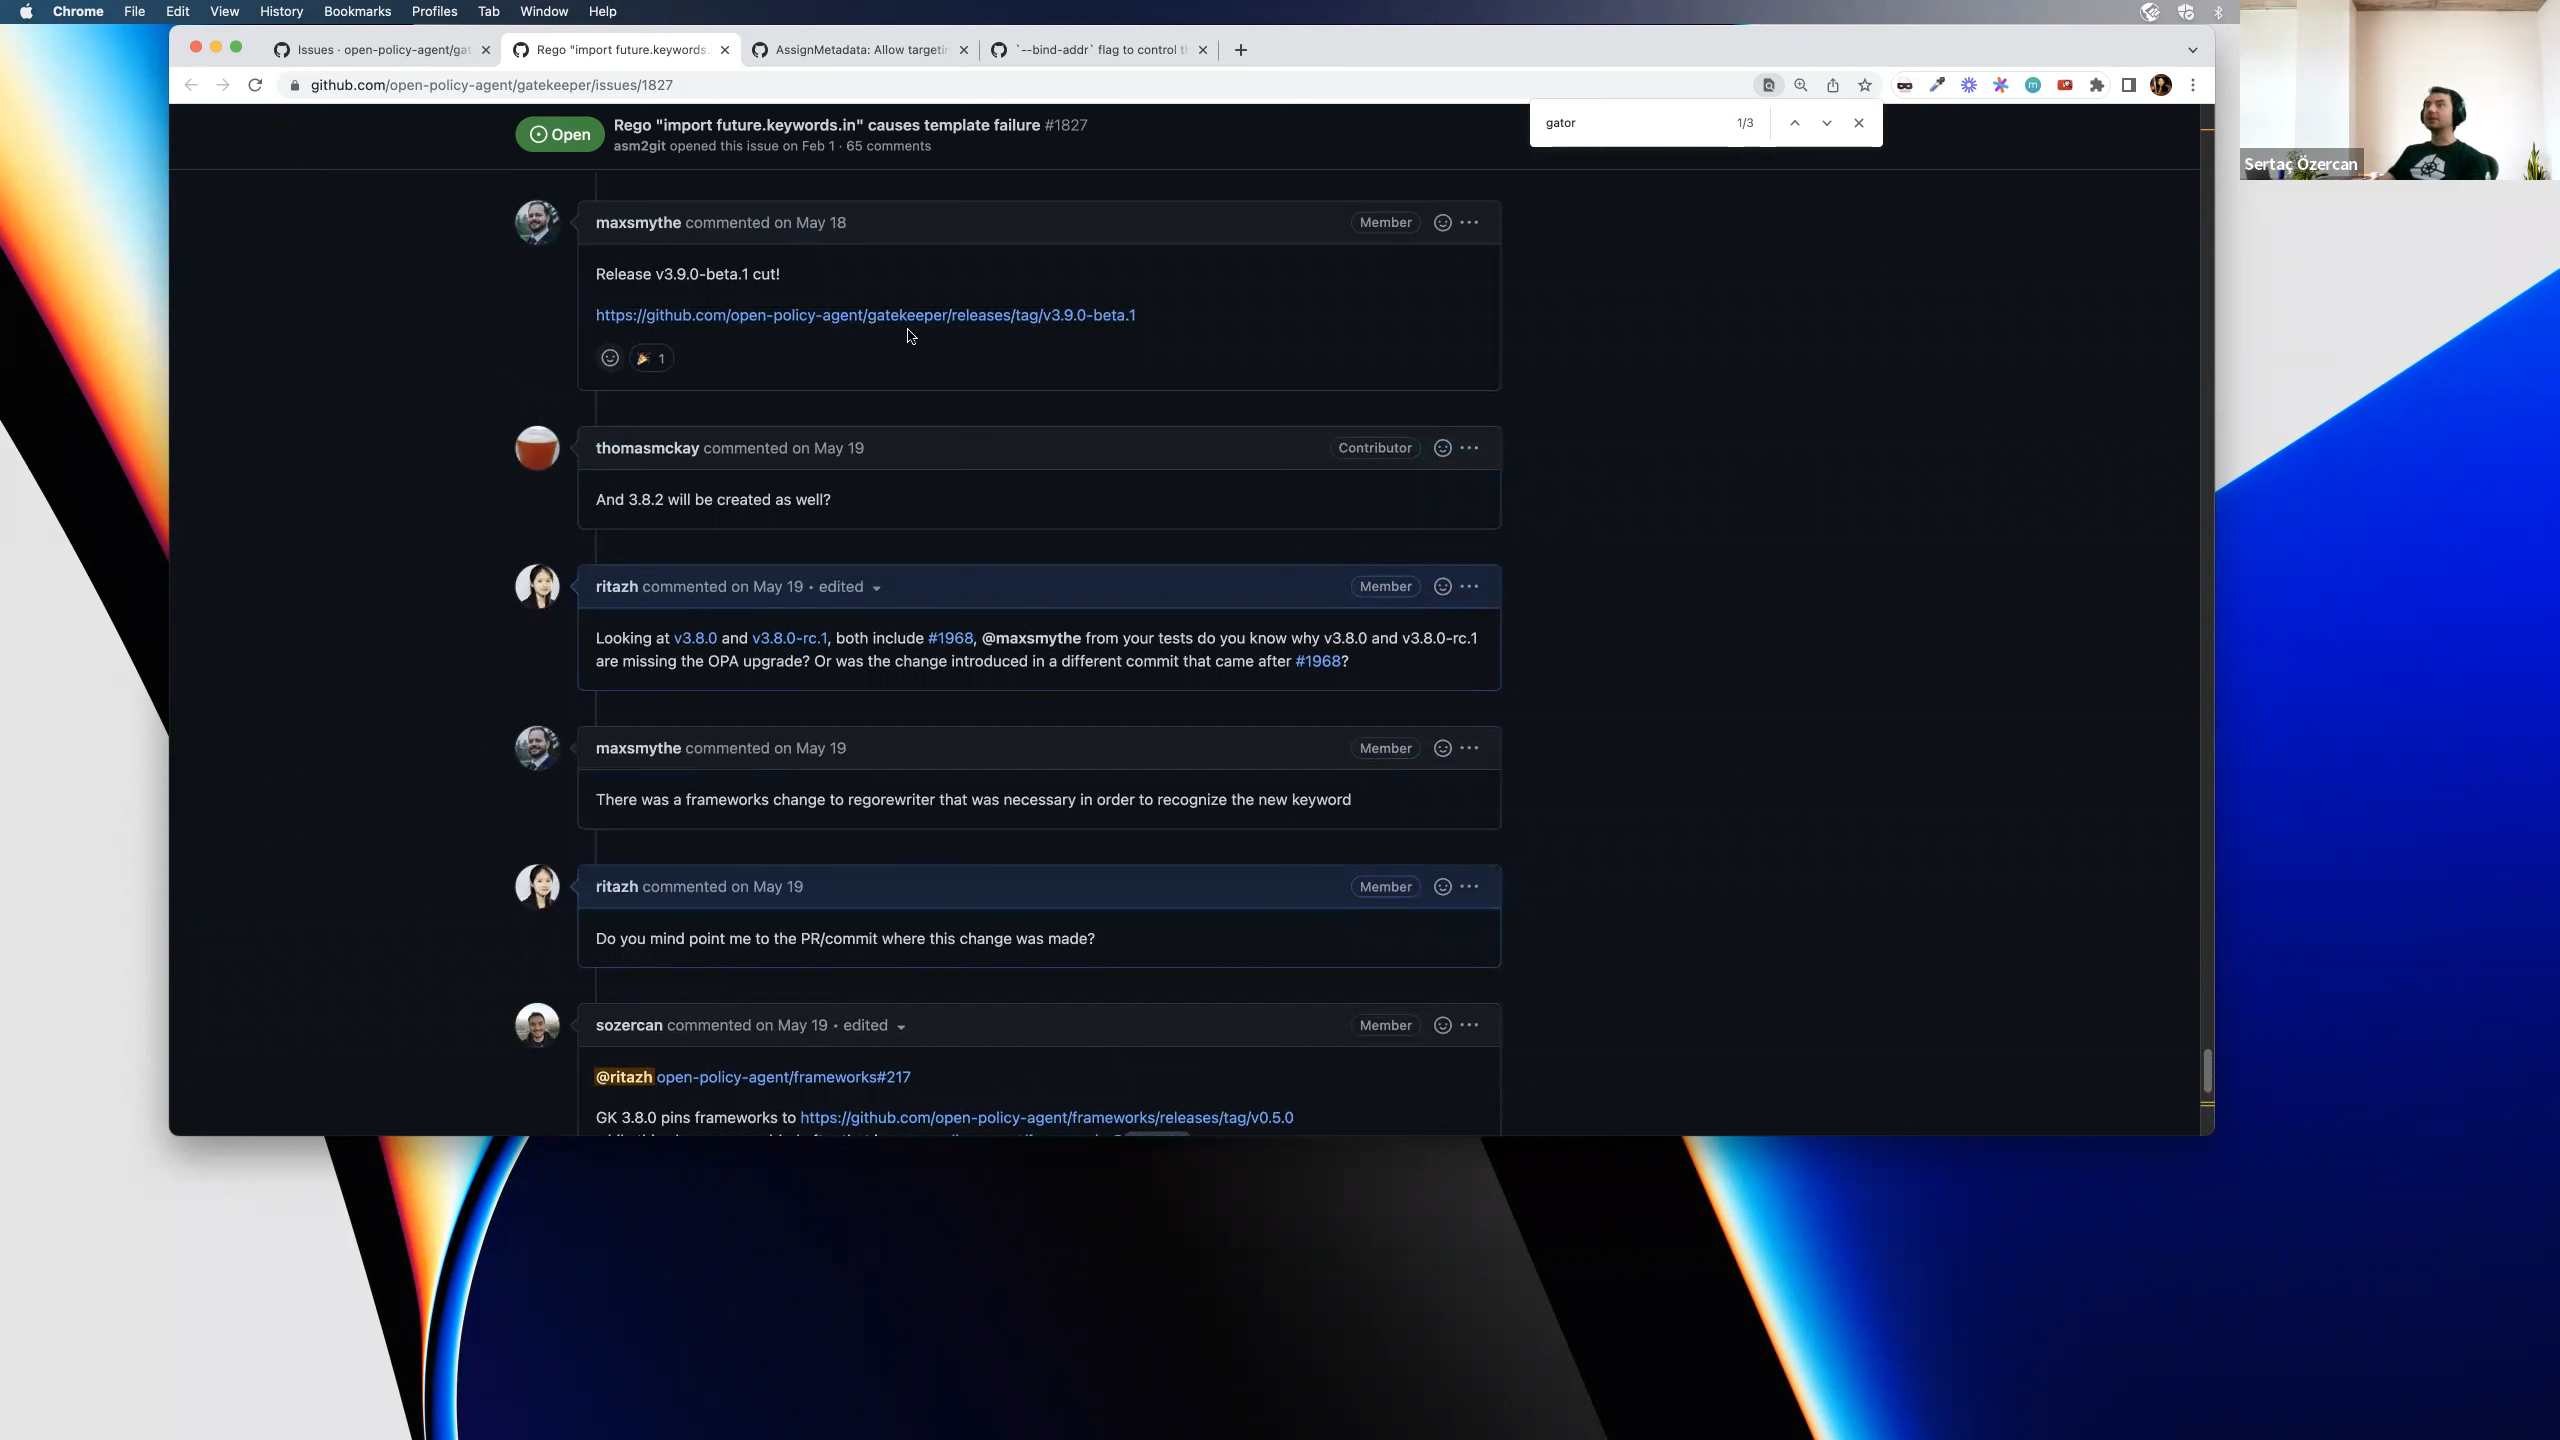 Chrome File Edit View History Bookmarks Profiles Tab Window Help
Issues · open-policy-agent/gat
Rego "import future.keywords.
AssignMetadata: Allow targetin
`--bind-addr` flag to control t
github.com/open-policy-agent/gatekeeper/issues/1827
gator 1/3
Sertaç Özercan
Open
Rego "import future.keywords.in" causes template failure #1827
asm2git opened this issue on Feb 1 · 65 comments
maxsmythe commented on May 18 Member
Release v3.9.0-beta.1 cut!
https://github.com/open-policy-agent/gatekeeper/releases/tag/v3.9.0-beta.1
🎉 1
thomasmckay commented on May 19 Contributor
And 3.8.2 will be created as well?
ritazh commented on May 19 • edited Member
Looking at v3.8.0 and v3.8.0-rc.1, both include #1968, @maxsmythe from your tests do you know why v3.8.0 and v3.8.0-rc.1
are missing the OPA upgrade? Or was the change introduced in a different commit that came after #1968?
maxsmythe commented on May 19 Member
There was a frameworks change to regorewriter that was necessary in order to recognize the new keyword
ritazh commented on May 19 Member
Do you mind point me to the PR/commit where this change was made?
sozercan commented on May 19 • edited Member
@ritazh open-policy-agent/frameworks#217
GK 3.8.0 pins frameworks to https://github.com/open-policy-agent/frameworks/releases/tag/v0.5.0